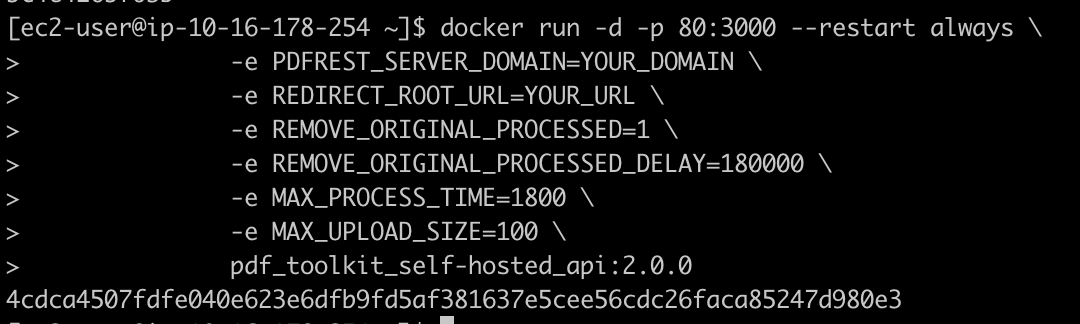 [ec2-user@ip-10-16-178-254 ~]$ docker run -d -p 80:3000 --restart always \
> -e PDFREST_SERVER_DOMAIN=YOUR_DOMAIN \
> -e REDIRECT_ROOT_URL=YOUR_URL \
> -e REMOVE_ORIGINAL_PROCESSED=1 \
> -e REMOVE_ORIGINAL_PROCESSED_DELAY=180000 \
> -e MAX_PROCESS_TIME=1800 \
> -e MAX_UPLOAD_SIZE=100 \
> pdf_toolkit_self-hosted_api:2.0.0
4cdca4507fdfe040e623e6dfb9fd5af381637e5cee56cdc26faca85247d980e3